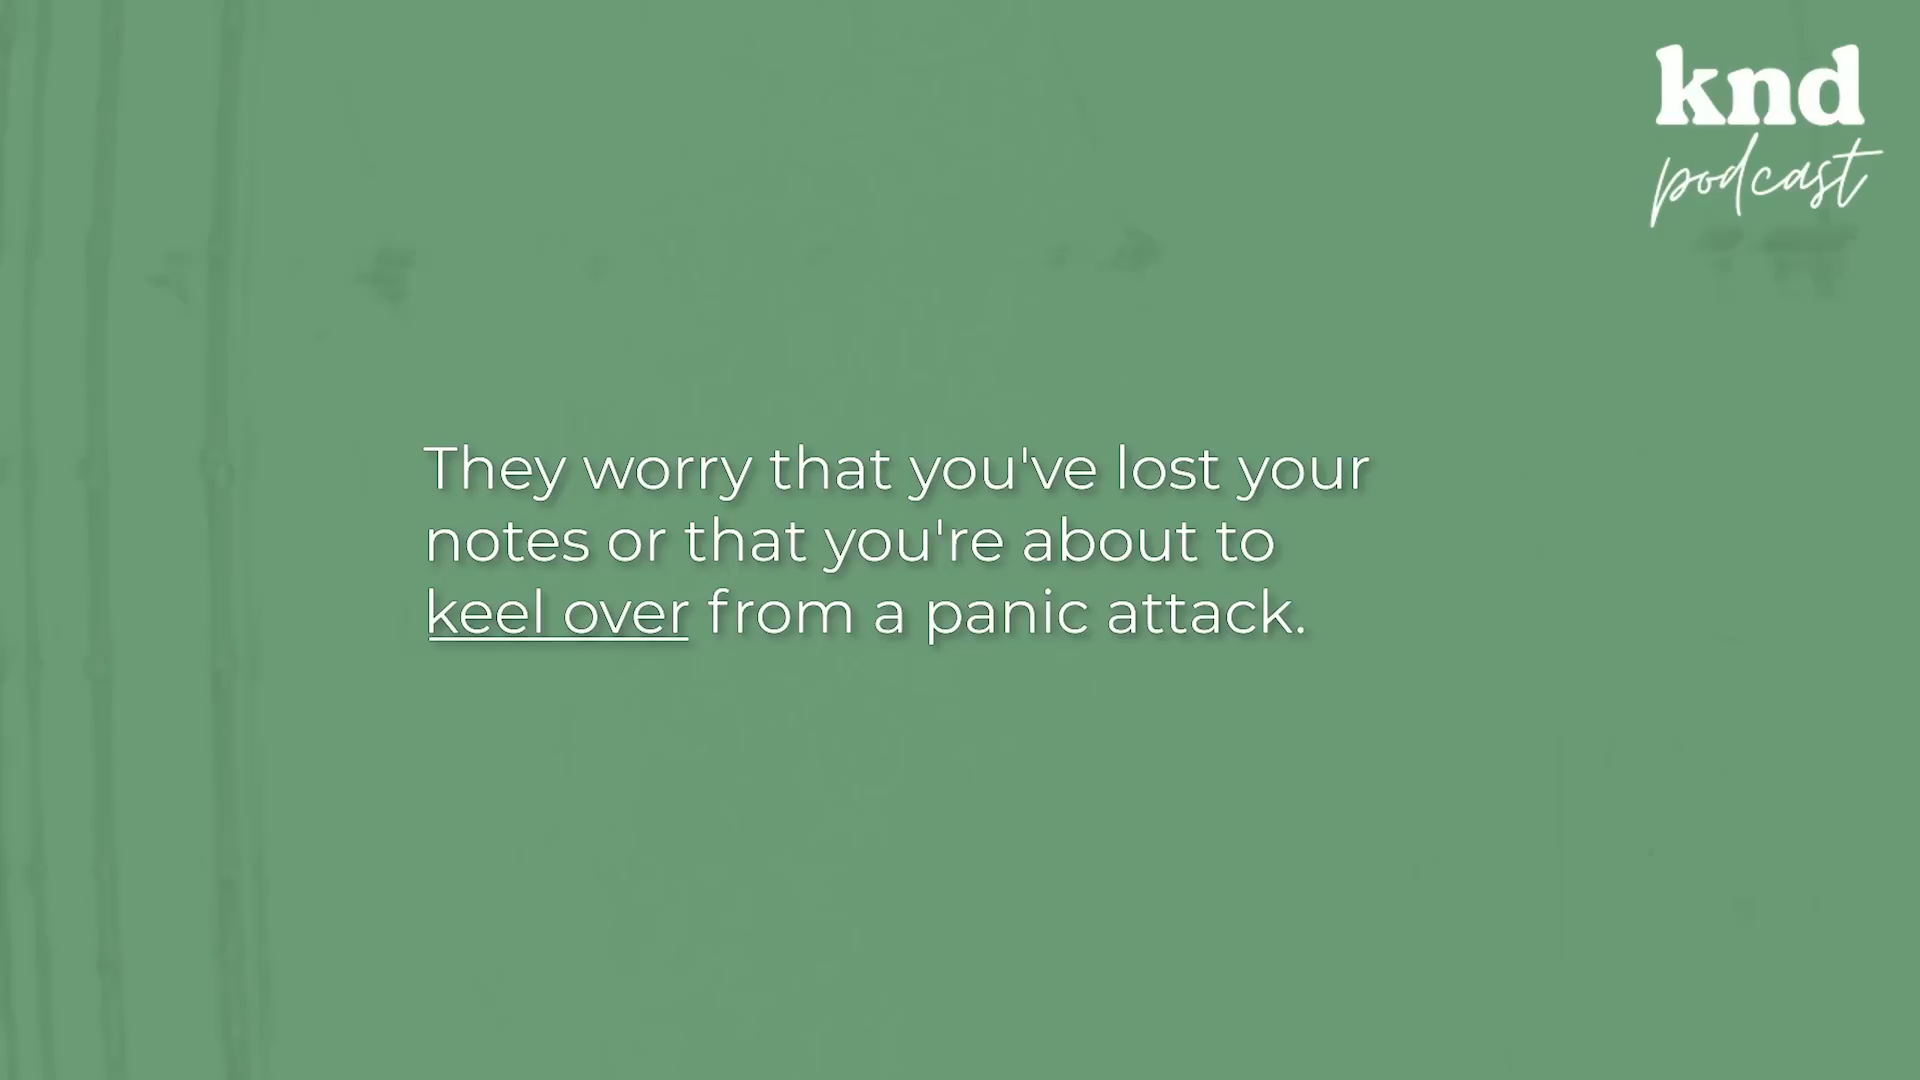 knd
podcast
They worry that you've lost your
notes or that you're about to
keel over from a panic attack.